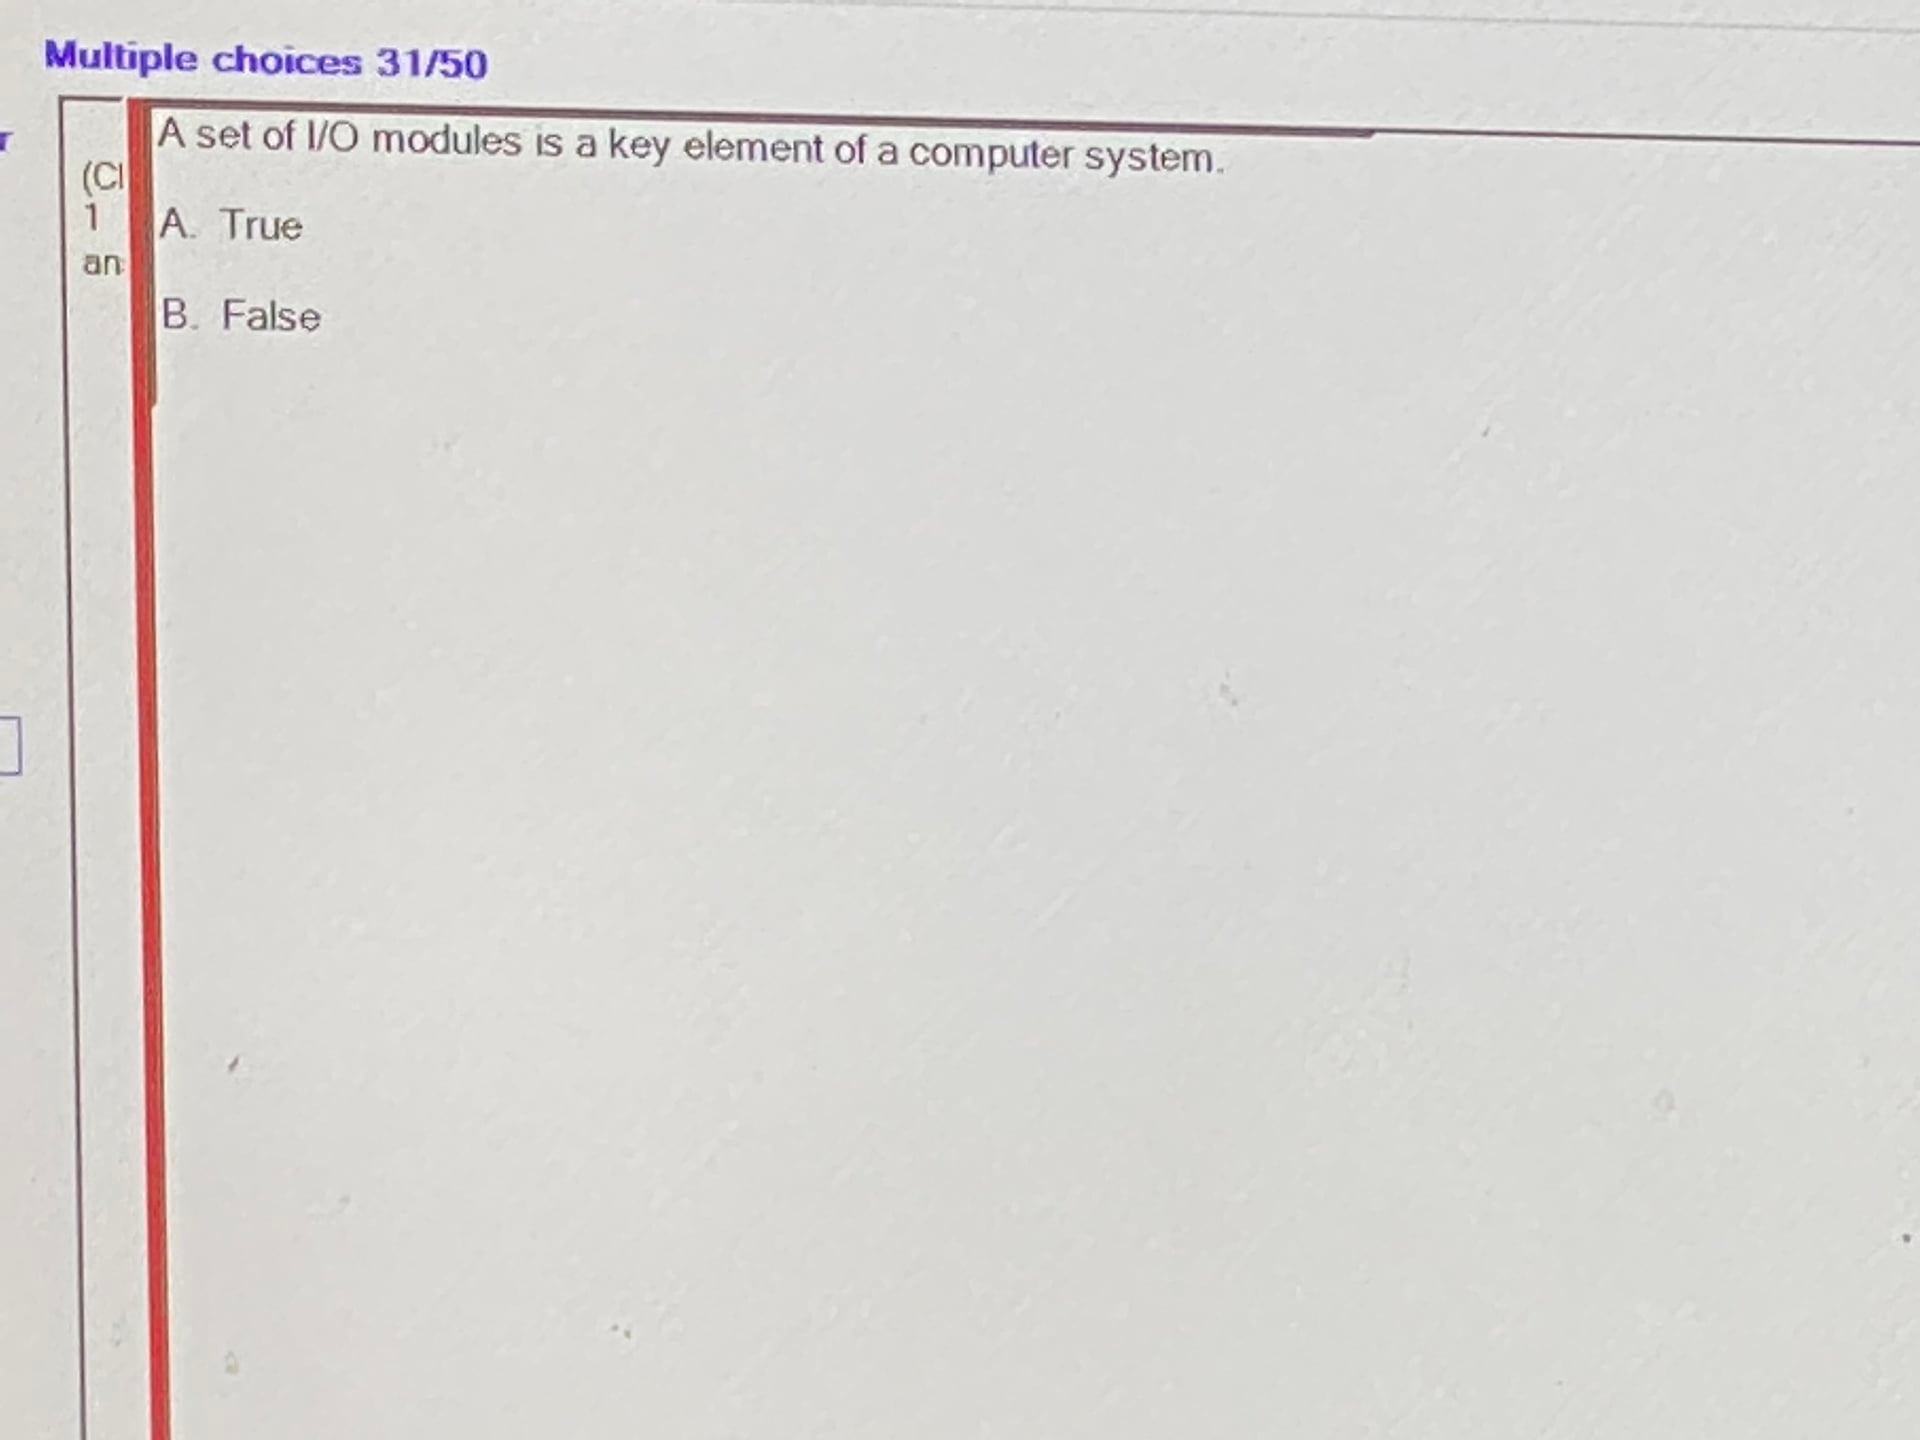 Multiple choices 31/50
A set of I/O modules is a key element of a computer system.
(Cl
1
an
A. True
B. False